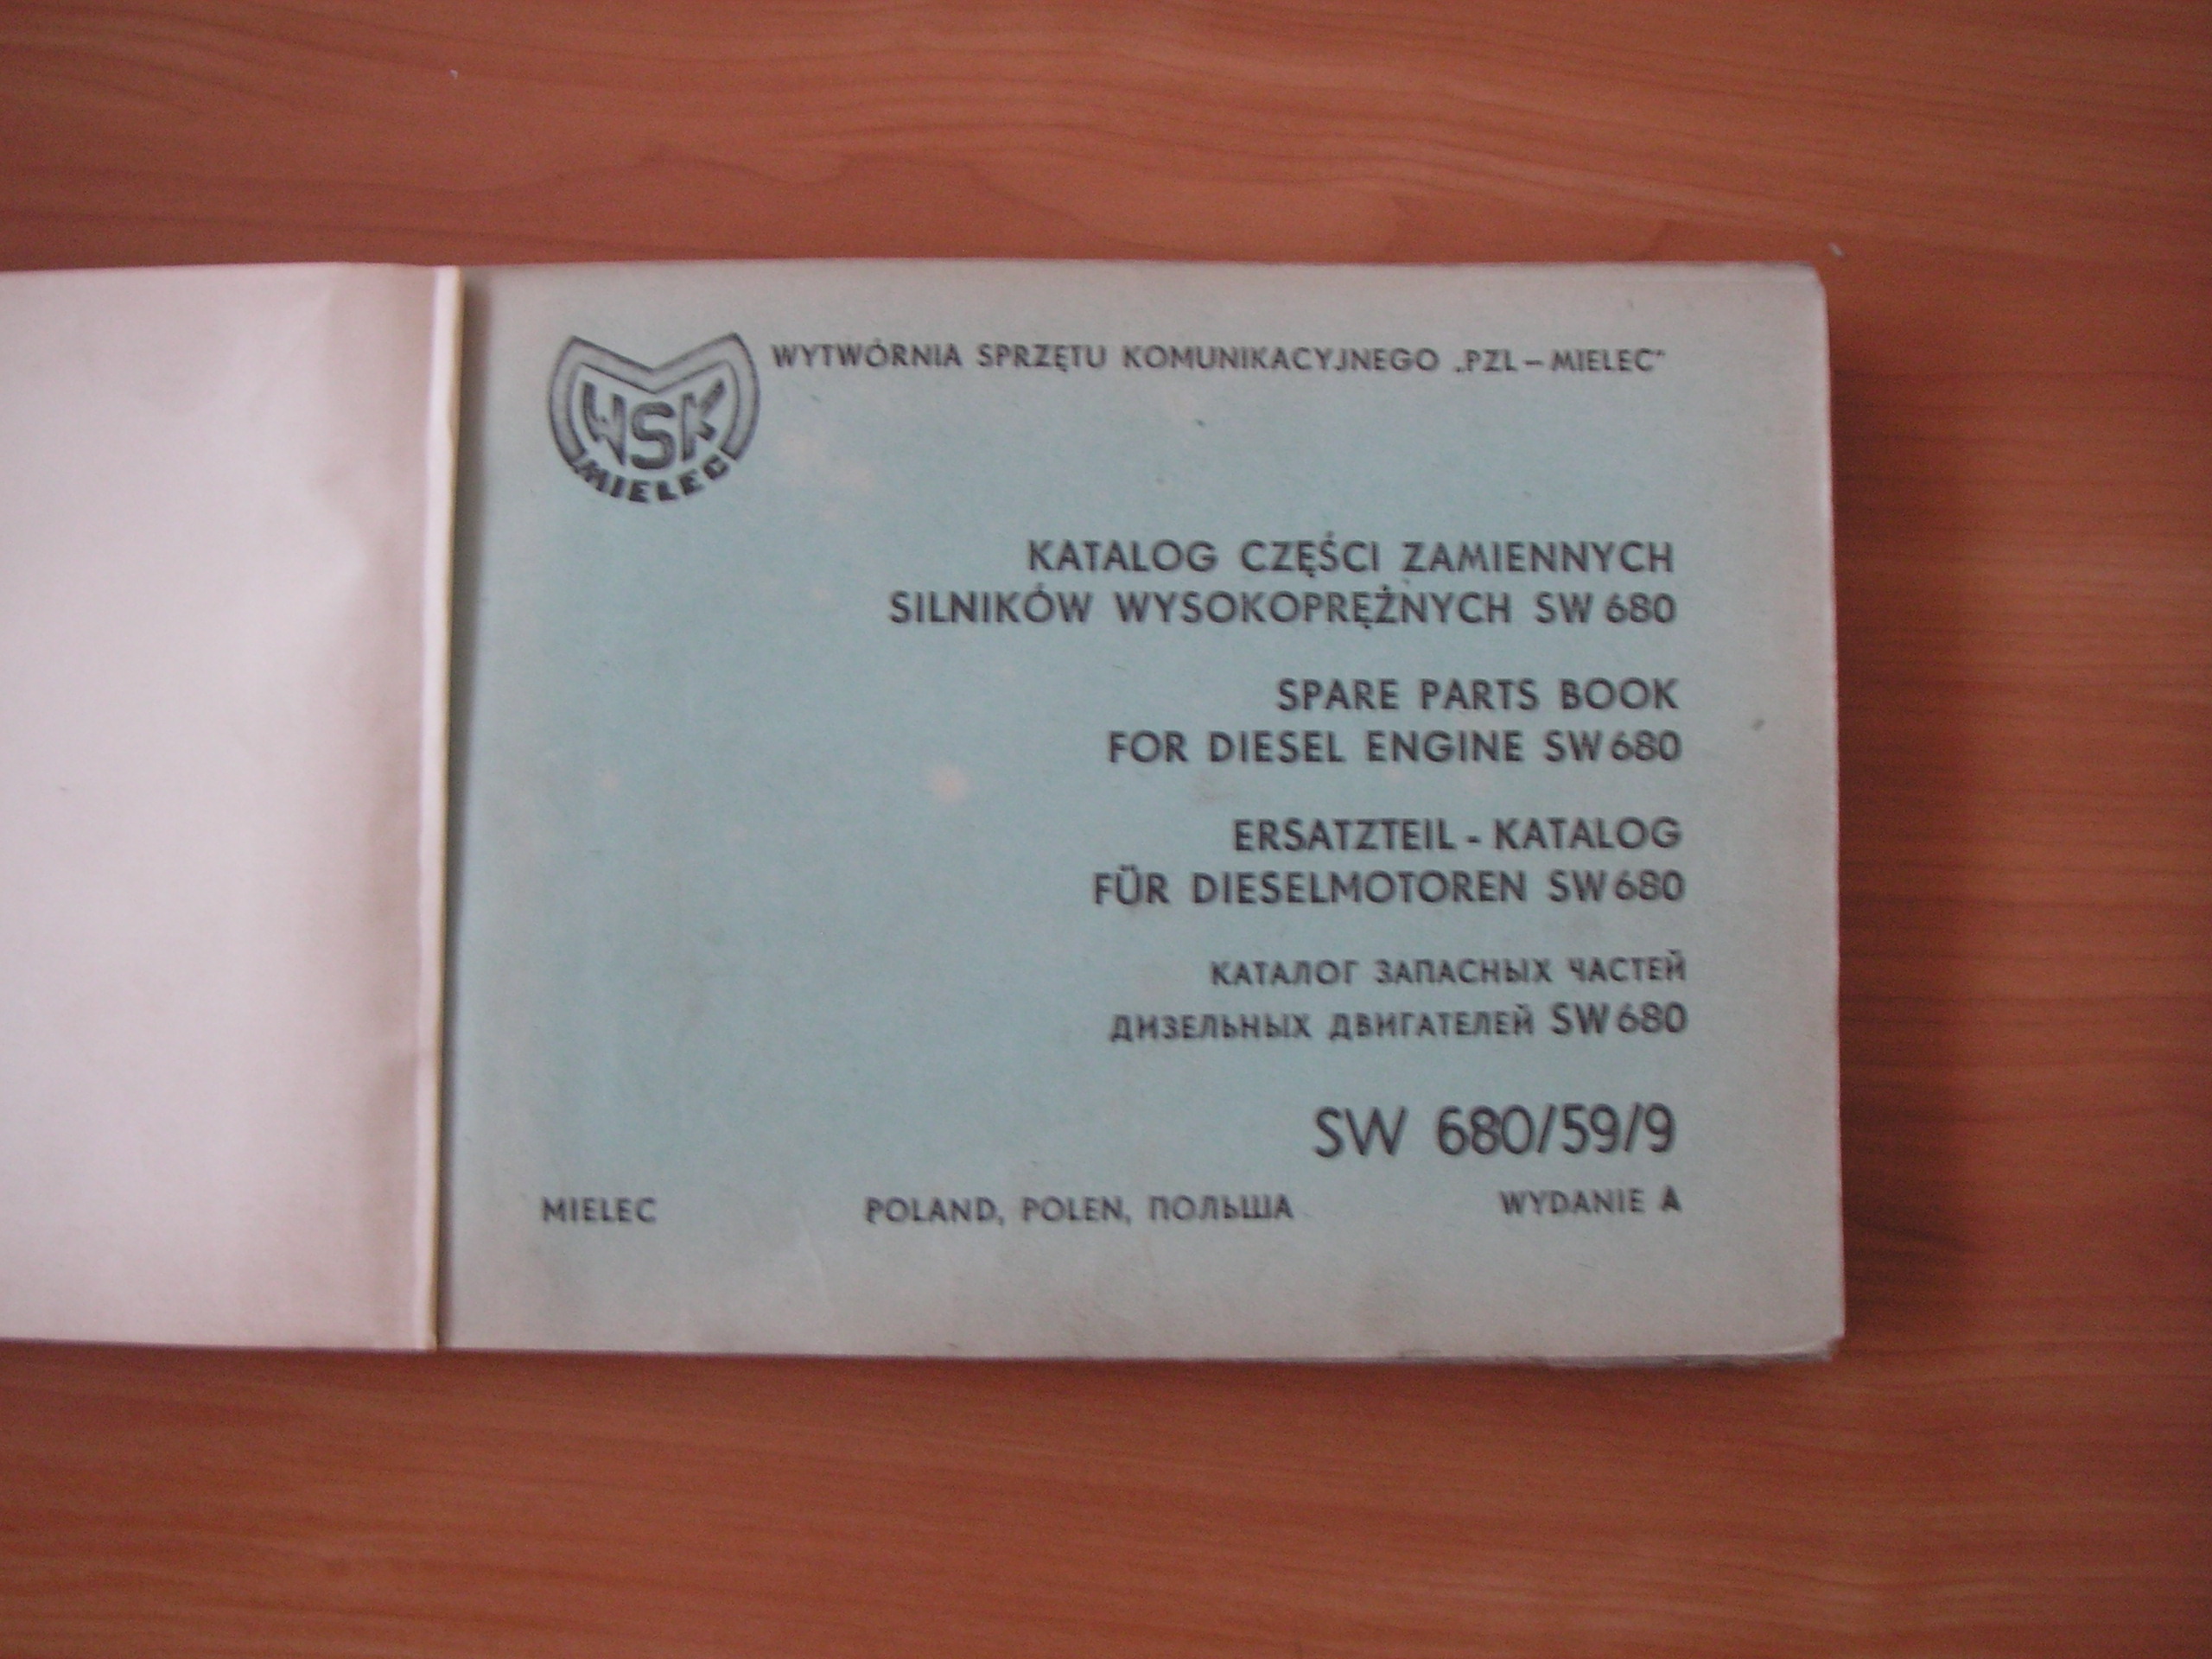 WSK
MIELEC
WYTWÓRNIA SPRZĘTU KOMUNIKACYJNEGO „PZL – MIELEC”
KATALOG CZĘŚCI ZAMIENNYCH
SILNIKÓW WYSOKOPRĘŻNYCH SW 680
SPARE PARTS BOOK
FOR DIESEL ENGINE SW 680
ERSATZTEIL - KATALOG
FÜR DIESELMOTOREN SW 680
КАТАЛОГ ЗАПАСНЫХ ЧАСТЕЙ
ДИЗЕЛЬНЫХ ДВИГАТЕЛЕЙ SW 680
SW 680/59/9
MIELEC POLAND, POLEN, ПОЛЬША WYDANIE A